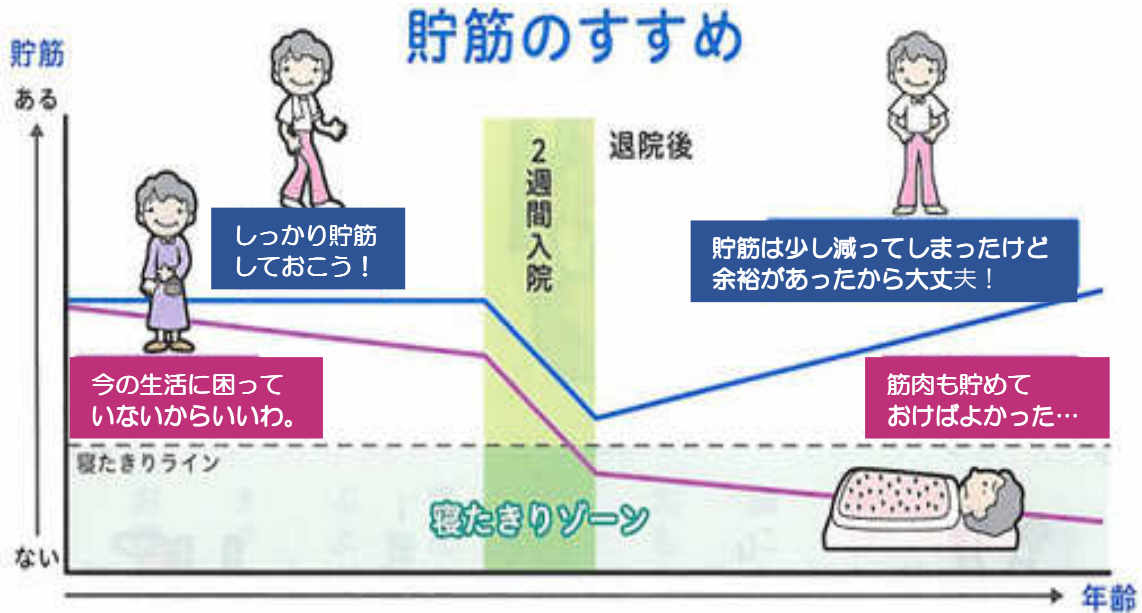 貯筋のすすめ
貯筋
ある
2週間入院
退院後
しっかり貯筋
しておこう！
貯筋は少し減ってしまったけど
余裕があったから大丈夫！
今の生活に困って
いないからいいわ。
筋肉も貯めて
おけばよかった…
寝たきりライン
寝たきりゾーン
ない
年齢